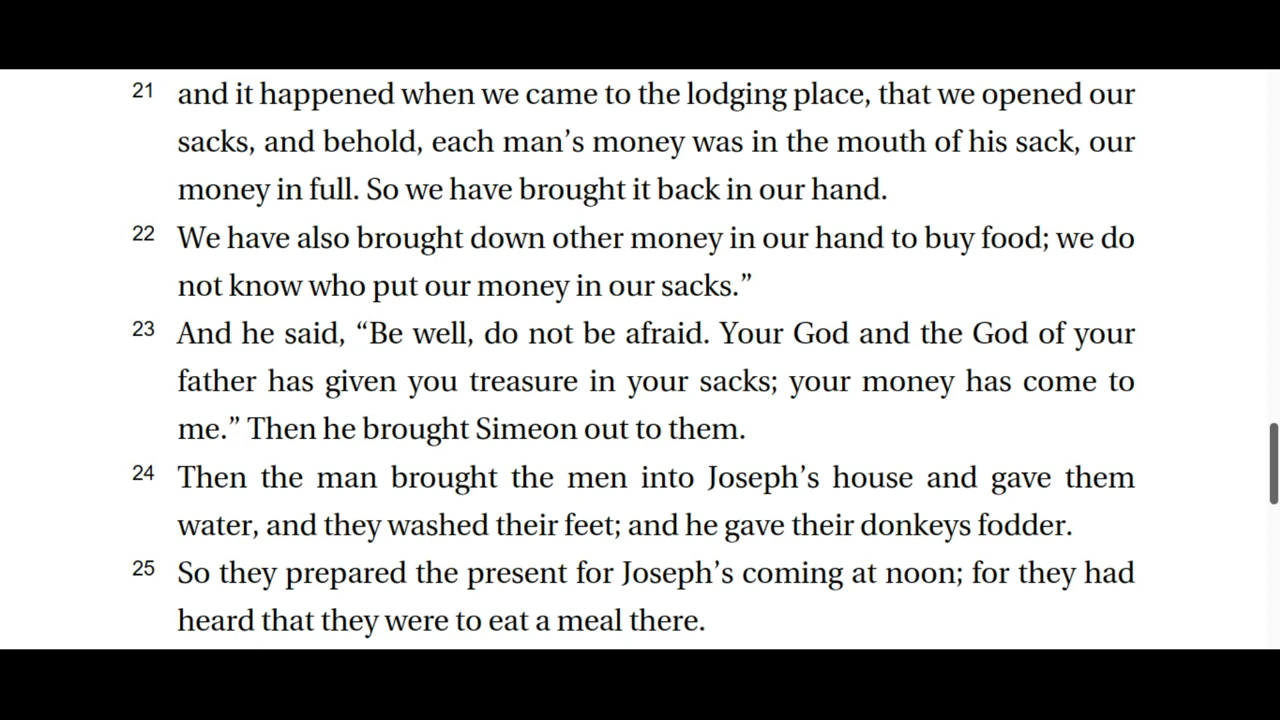 21 and it happened when we came to the lodging place, that we opened our
sacks, and behold, each man’s money was in the mouth of his sack, our
money in full. So we have brought it back in our hand.
22 We have also brought down other money in our hand to buy food; we do
not know who put our money in our sacks.”
23 And he said, “Be well, do not be afraid. Your God and the God of your
father has given you treasure in your sacks; your money has come to
me.” Then he brought Simeon out to them.
24 Then the man brought the men into Joseph’s house and gave them
water, and they washed their feet; and he gave their donkeys fodder.
25 So they prepared the present for Joseph’s coming at noon; for they had
heard that they were to eat a meal there.